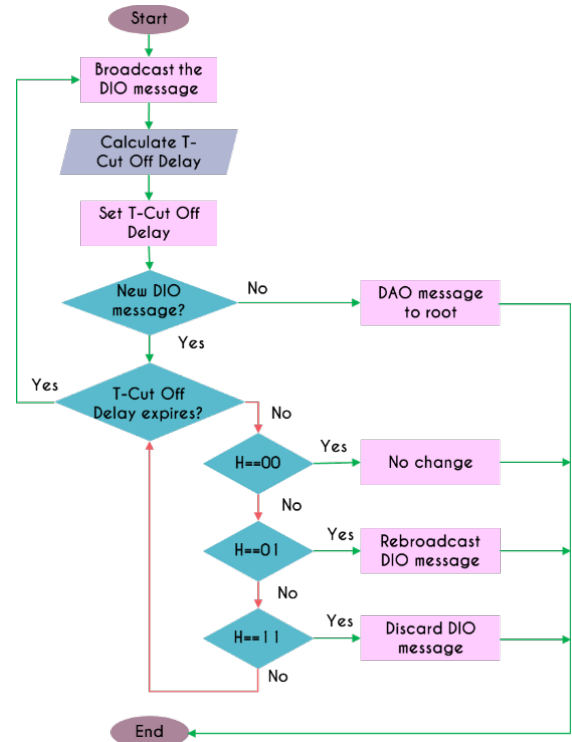 Start
Broadcast the
DIO message
Calculate T-
Cut Off Delay
Set T-Cut Off
Delay
New DIO
message?
No
DAO message
to root
Yes
Yes
T-Cut Off
Delay expires?
No
H==00
Yes
No change
No
H==01
Yes
Rebroadcast
DIO message
No
H==11
Yes
Discard DIO
message
No
End